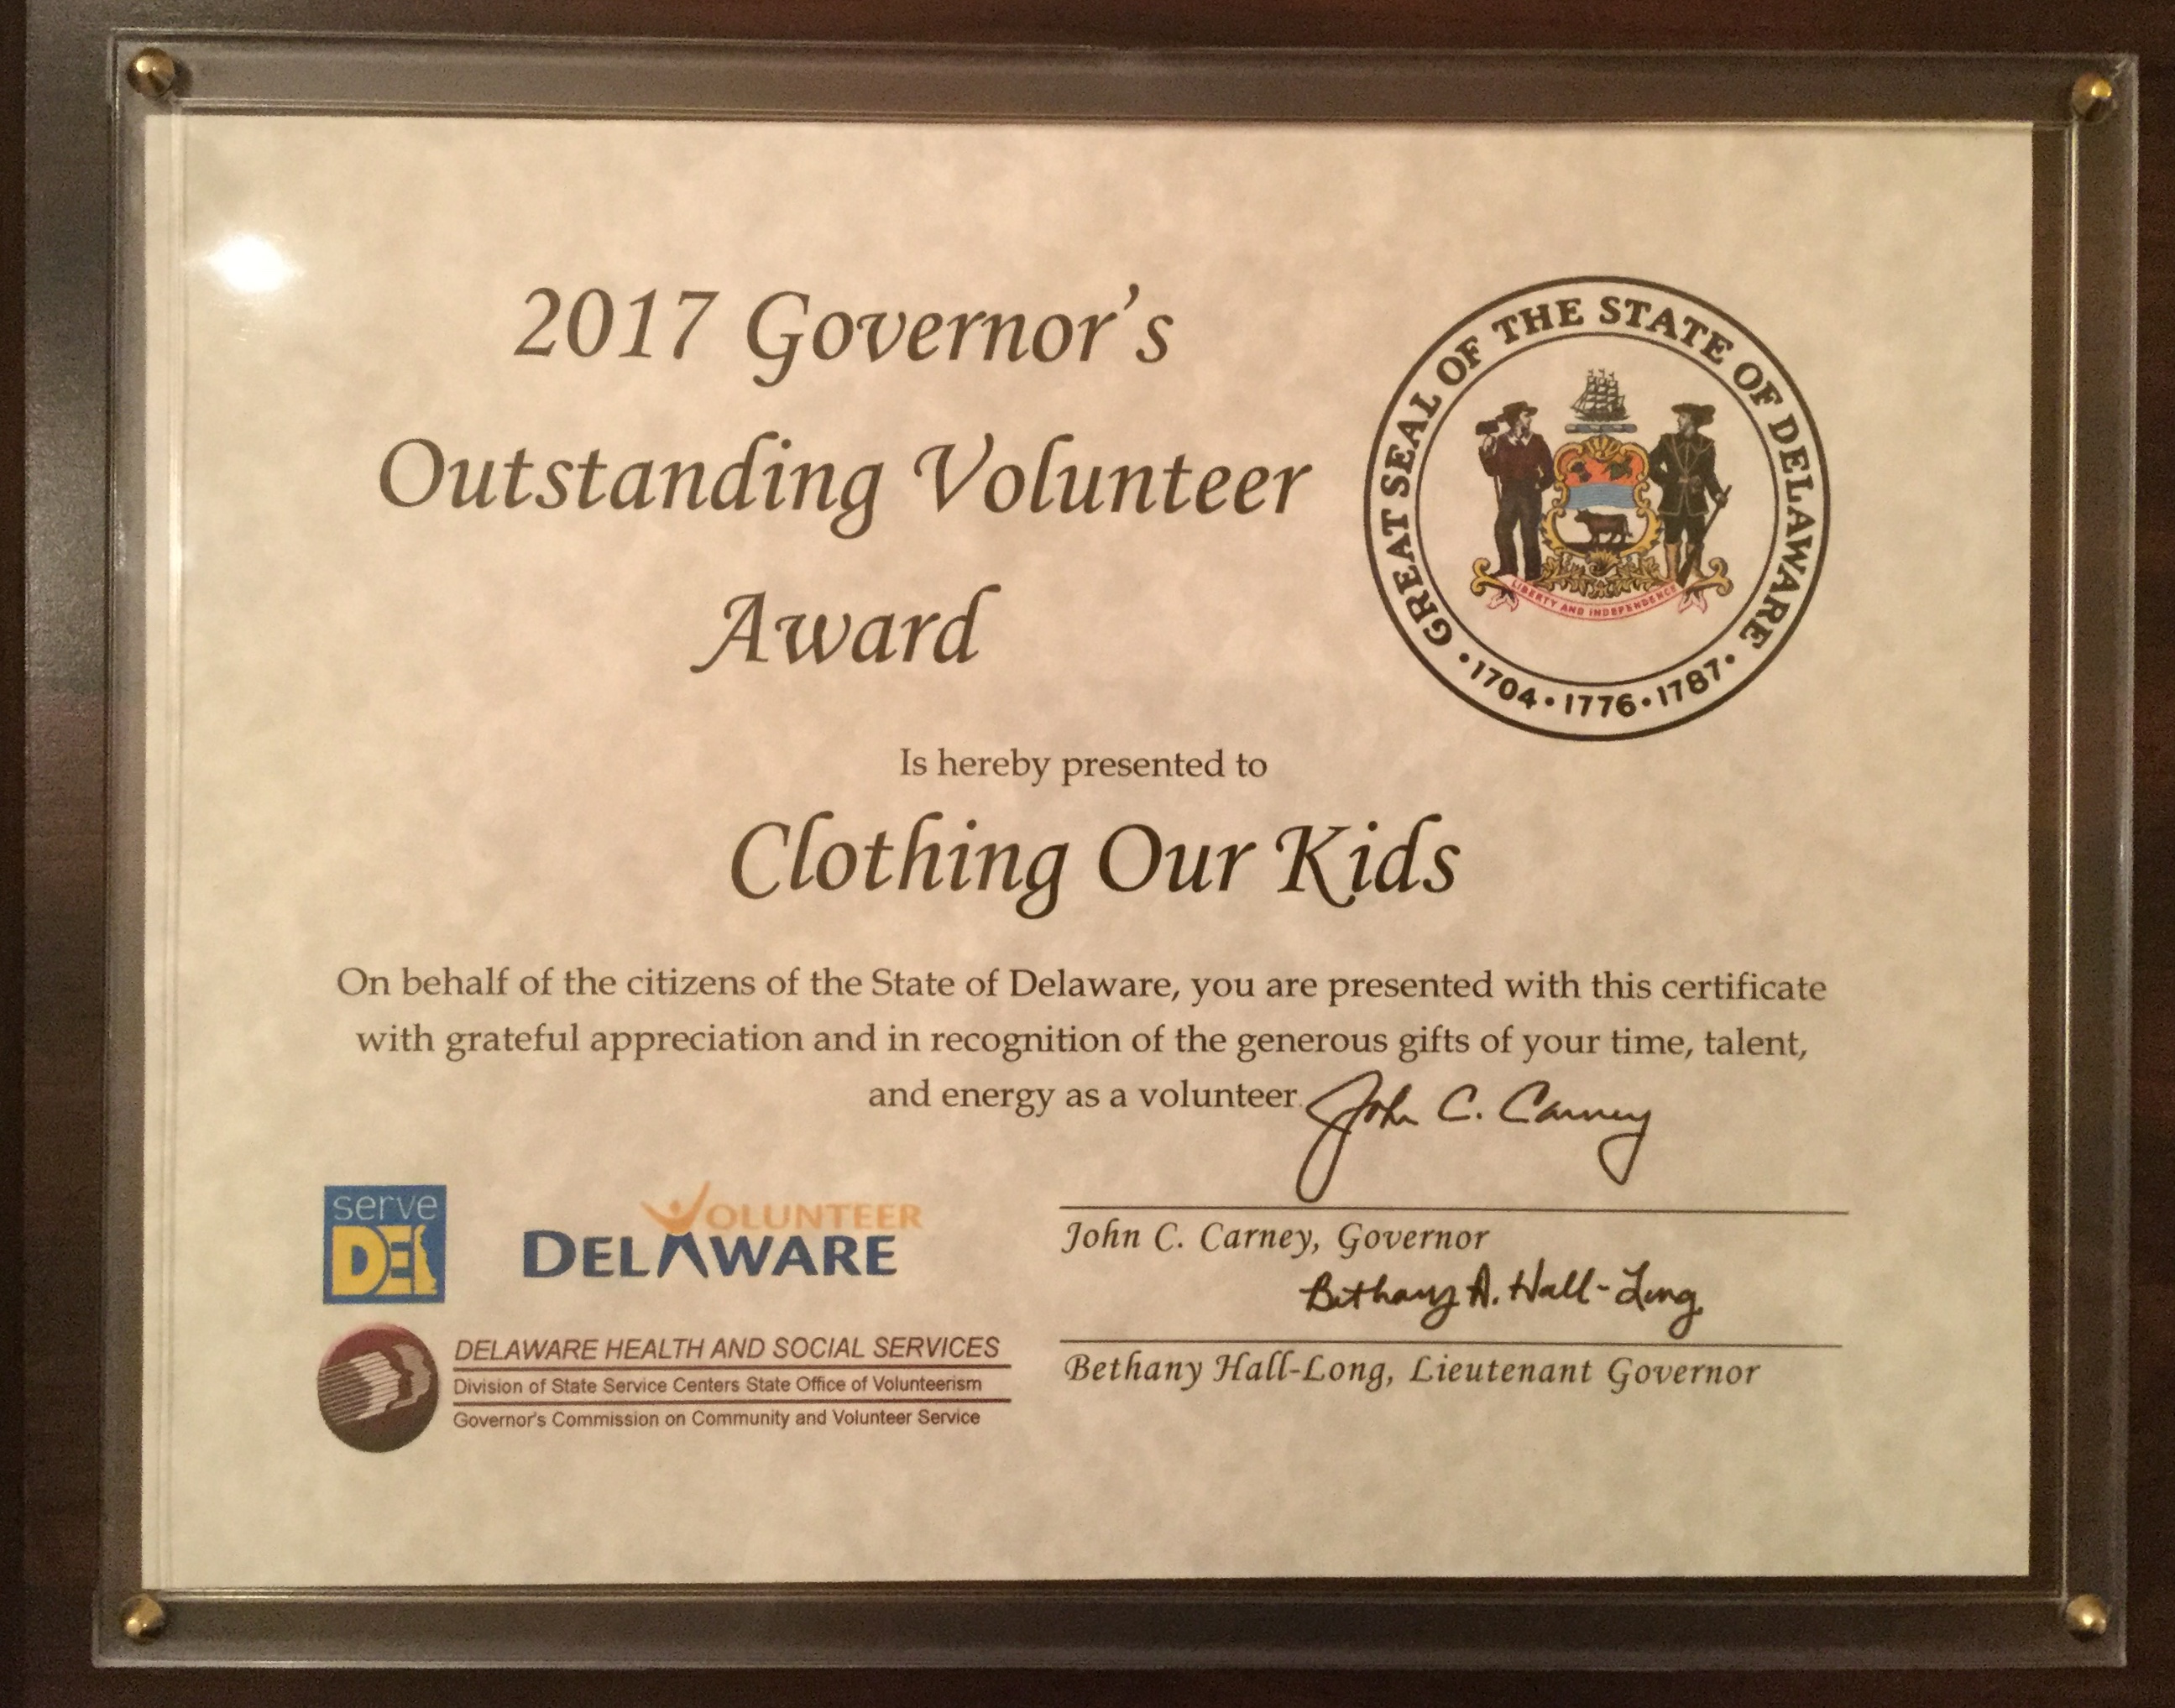 2017 Governor's
Outstanding Volunteer
Award
GREAT SEAL OF THE STATE OF DELAWARE
• 1704 • 1776 • 1787 •
LIBERTY AND INDEPENDENCE
Is hereby presented to
Clothing Our Kids
On behalf of the citizens of the State of Delaware, you are presented with this certificate
with grateful appreciation and in recognition of the generous gifts of your time, talent,
and energy as a volunteer.
John C. Carney
John C. Carney, Governor
Bethany A. Hall-Long
Bethany Hall-Long, Lieutenant Governor
serve
DEL
VOLUNTEER
DELAWARE
DELAWARE HEALTH AND SOCIAL SERVICES
Division of State Service Centers State Office of Volunteerism
Governor's Commission on Community and Volunteer Service